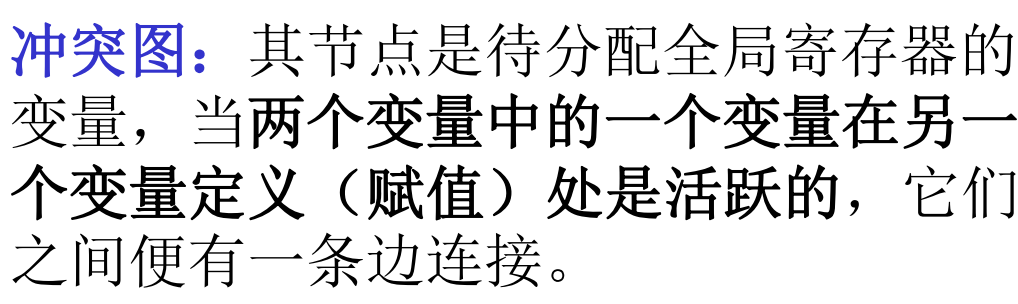 冲突图：其节点是待分配全局寄存器的
变量，当两个变量中的一个变量在另一
个变量定义（赋值）处是活跃的，它们
之间便有一条边连接。